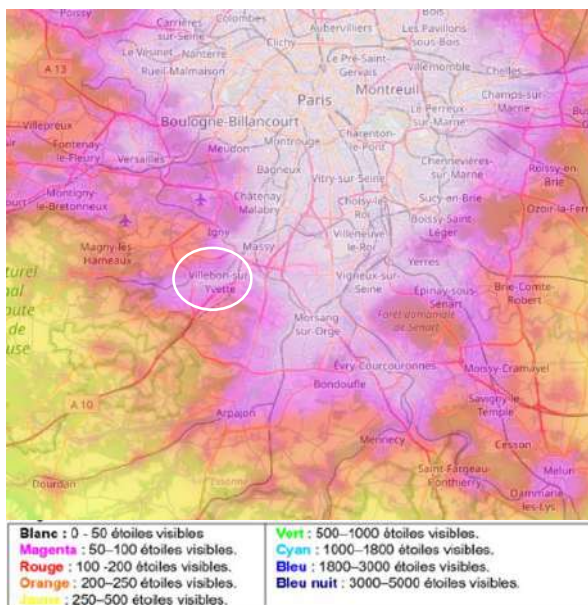 Poissy
Carrières-
sur-Seine
Colombes
Aubervilliers
Bois
Les Pavillons
-sous-Bois
Clichy
Le Vésinet
Nanterre
Le Pré-Saint-
Gervais
Villemomble
Rueil-Malmaison
Chelles
A 13
Paris
Montreuil
Champs-sur-
Marne
Boulogne-Billancourt
Le Perreux-
sur-Marne
Villepreux
Charenton-
le-Pont
Fontenay-
le-Fleury
Versailles
Meudon
Montrouge
Chennevières-
sur-Marne
Bagneux
Roissy-en-
Brie
Montigny-
le-Bretonneux
Châtenay
Malabry
Vitry-sur-Seine
Choisy-le-
Roi
Sucy-en-Brie
Boissy-Saint-
Léger
Ozoir-la-Fer
Igny
Magny-les-
Hameaux
Massy
Villeneuve-
le-Roi
Yerres
Villebon-sur-
Yvette
Vigneux-sur-
Seine
Épinay-sous-
Sénart
Brie-Comte-
Robert
Morsang-
sur-Orge
Forêt domaniale
de Sénart
Évry-Courcouronnes
Moissy-Cramayel
Bondoufle
A 10
Arpajon
Savigny-le-
Temple
Mennecy
Cesson
Saint-Fargeau-
Ponthierry
Melun
Dourdan
Essonne
Dammarie-
les-Lys
Blanc : 0 - 50 étoiles visibles
Magenta : 50–100 étoiles visibles.
Rouge : 100 -200 étoiles visibles.
Orange : 200–250 étoiles visibles.
Jaune : 250–500 étoiles visibles.
Vert : 500–1000 étoiles visibles.
Cyan : 1000–1800 étoiles visibles.
Bleu : 1800–3000 étoiles visibles.
Bleu nuit : 3000–5000 étoiles visibles.